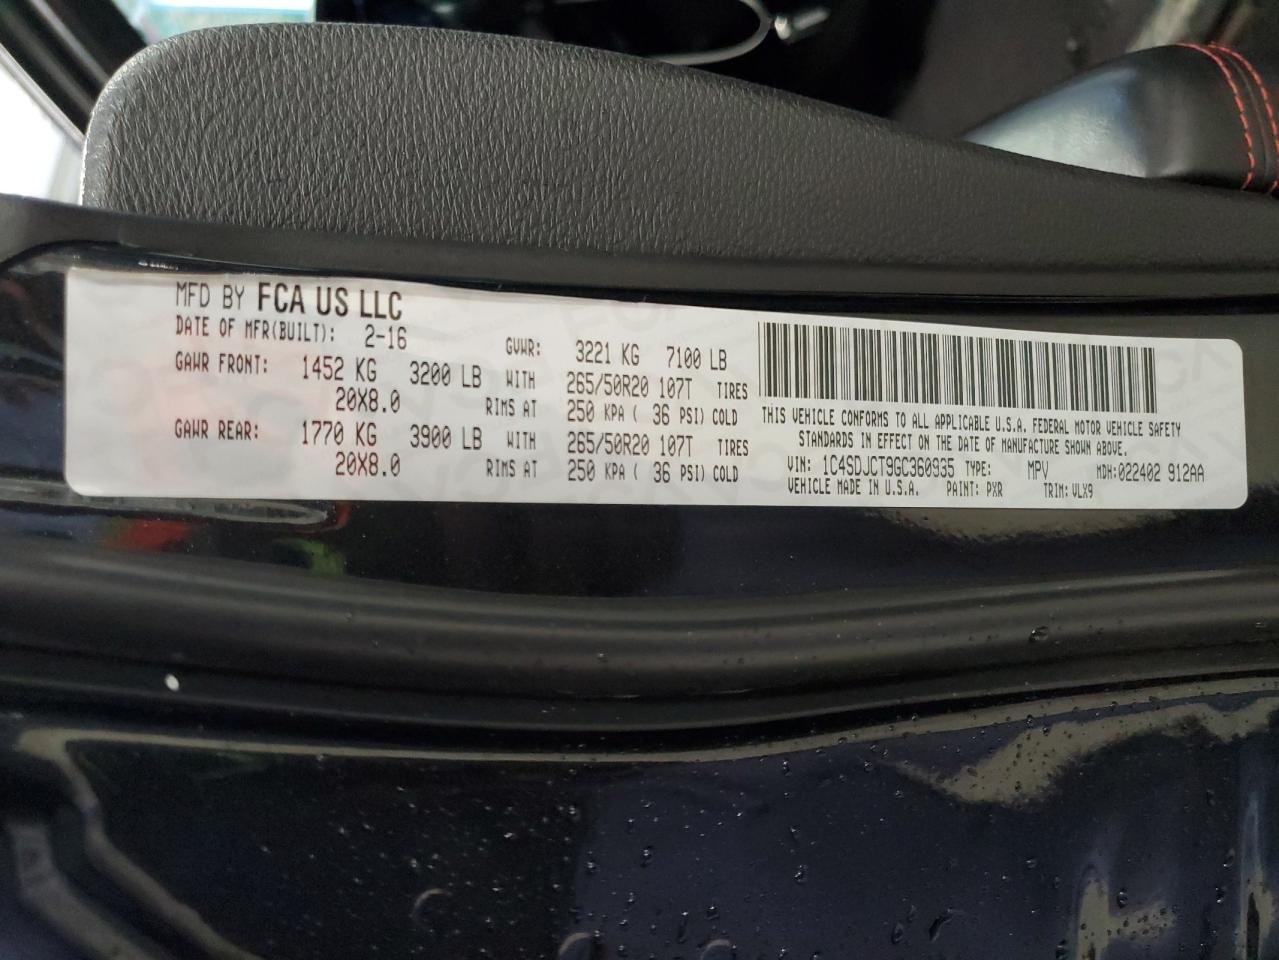 MFD BY FCA US LLC
DATE OF MFR(BUILT): 2-16 GVWR: 3221 KG 7100 LB
GAWR FRONT: 1452 KG 3200 LB WITH 265/50R20 107T TIRES
20X8.0 RIMS AT 250 KPA ( 36 PSI) COLD
GAWR REAR: 1770 KG 3900 LB WITH 265/50R20 107T TIRES
20X8.0 RIMS AT 250 KPA ( 36 PSI) COLD
THIS VEHICLE CONFORMS TO ALL APPLICABLE U.S.A. FEDERAL MOTOR VEHICLE SAFETY
STANDARDS IN EFFECT ON THE DATE OF MANUFACTURE SHOWN ABOVE.
VIN: 1C4SDJCT9GC360935 TYPE: MPV MDH: 022402 912AA
VEHICLE MADE IN U.S.A. PAINT: PXR TRIM: VLX9